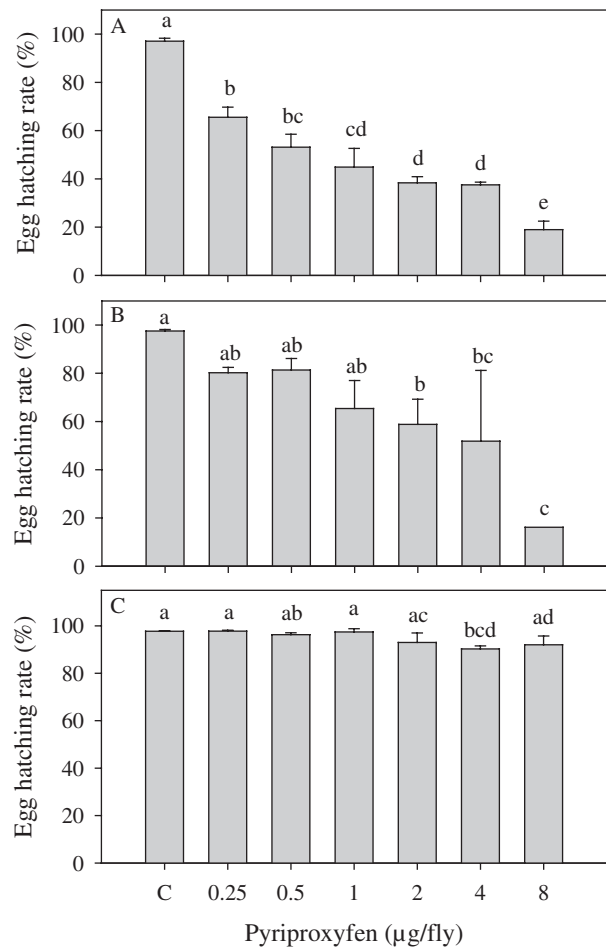 A
a
b
bc
cd
d
d
e
100
80
60
40
20
0
Egg hatching rate (%)
B
a
ab
ab
ab
b
bc
c
100
80
60
40
20
0
Egg hatching rate (%)
C
a
a
ab
a
ac
bcd
ad
100
80
60
40
20
0
Egg hatching rate (%)
C 0.25 0.5 1 2 4 8
Pyriproxyfen (μg/fly)